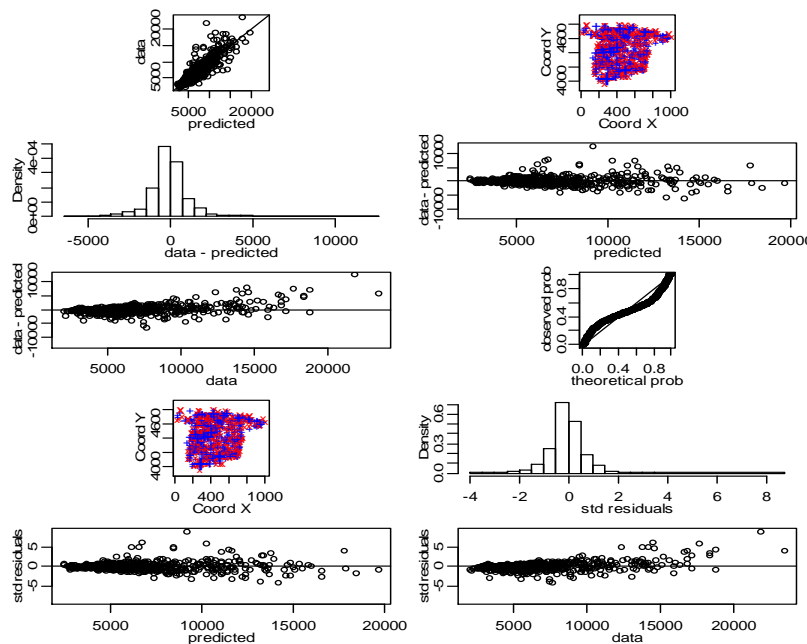 data
5000 15000 20000
5000 20000
predicted
Coord Y
4000 4600
0 400 1000
Coord X
Density
0e+00 4e-04
-5000 0 5000 10000
data - predicted
data - predicted
-10000 10000
5000 10000 15000 20000
predicted
data - predicted
-10000 10000
5000 10000 15000 20000
data
observed prob
0.0 0.4 0.8
0.0 0.4 0.8
theoretical prob
Coord Y
4000 4600
0 400 1000
Coord X
Density
0.0 0.3 0.6
-4 -2 0 2 4 6 8
std residuals
std residuals
-5 0 5
5000 10000 15000 20000
predicted
std residuals
-5 0 5
5000 10000 15000 20000
data